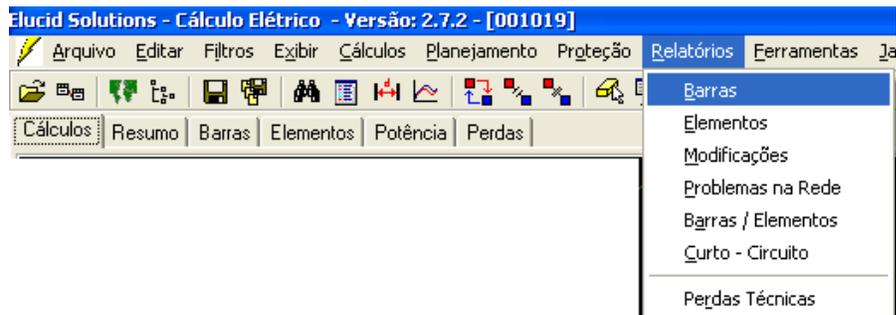 Elucid Solutions - Cálculo Elétrico - Versão: 2.7.2 - [001019]
Arquivo Editar Filtros Exibir Cálculos Planejamento Proteção Relatórios Ferramentas Ja
Cálculos Resumo Barras Elementos Potência Perdas
Barras
Elementos
Modificações
Problemas na Rede
Barras / Elementos
Curto - Circuito
Perdas Técnicas